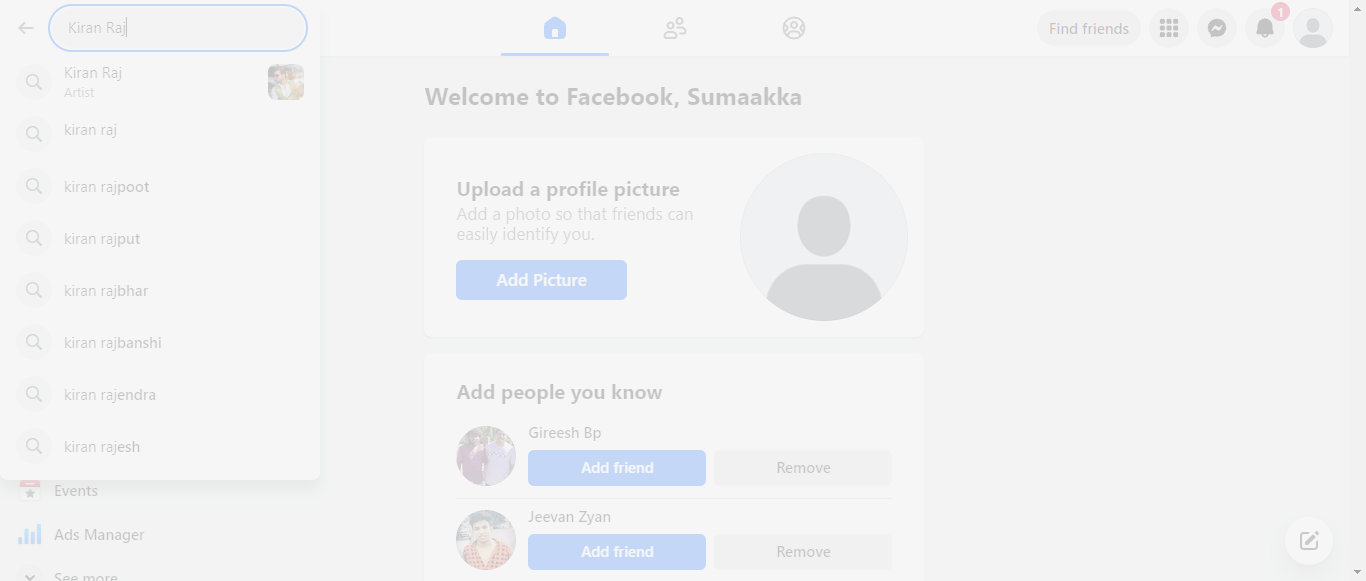 Kiran Raj
Kiran Raj
Artist
kiran raj
kiran rajpoot
kiran rajput
kiran rajbhar
kiran rajbanshi
kiran rajendra
kiran rajesh
Events
Ads Manager
See more
Find friends
1
Welcome to Facebook, Sumaakka
Upload a profile picture
Add a photo so that friends can
easily identify you.
Add Picture
Add people you know
Gireesh Bp
Add friend Remove
Jeevan Zyan
Add friend Remove